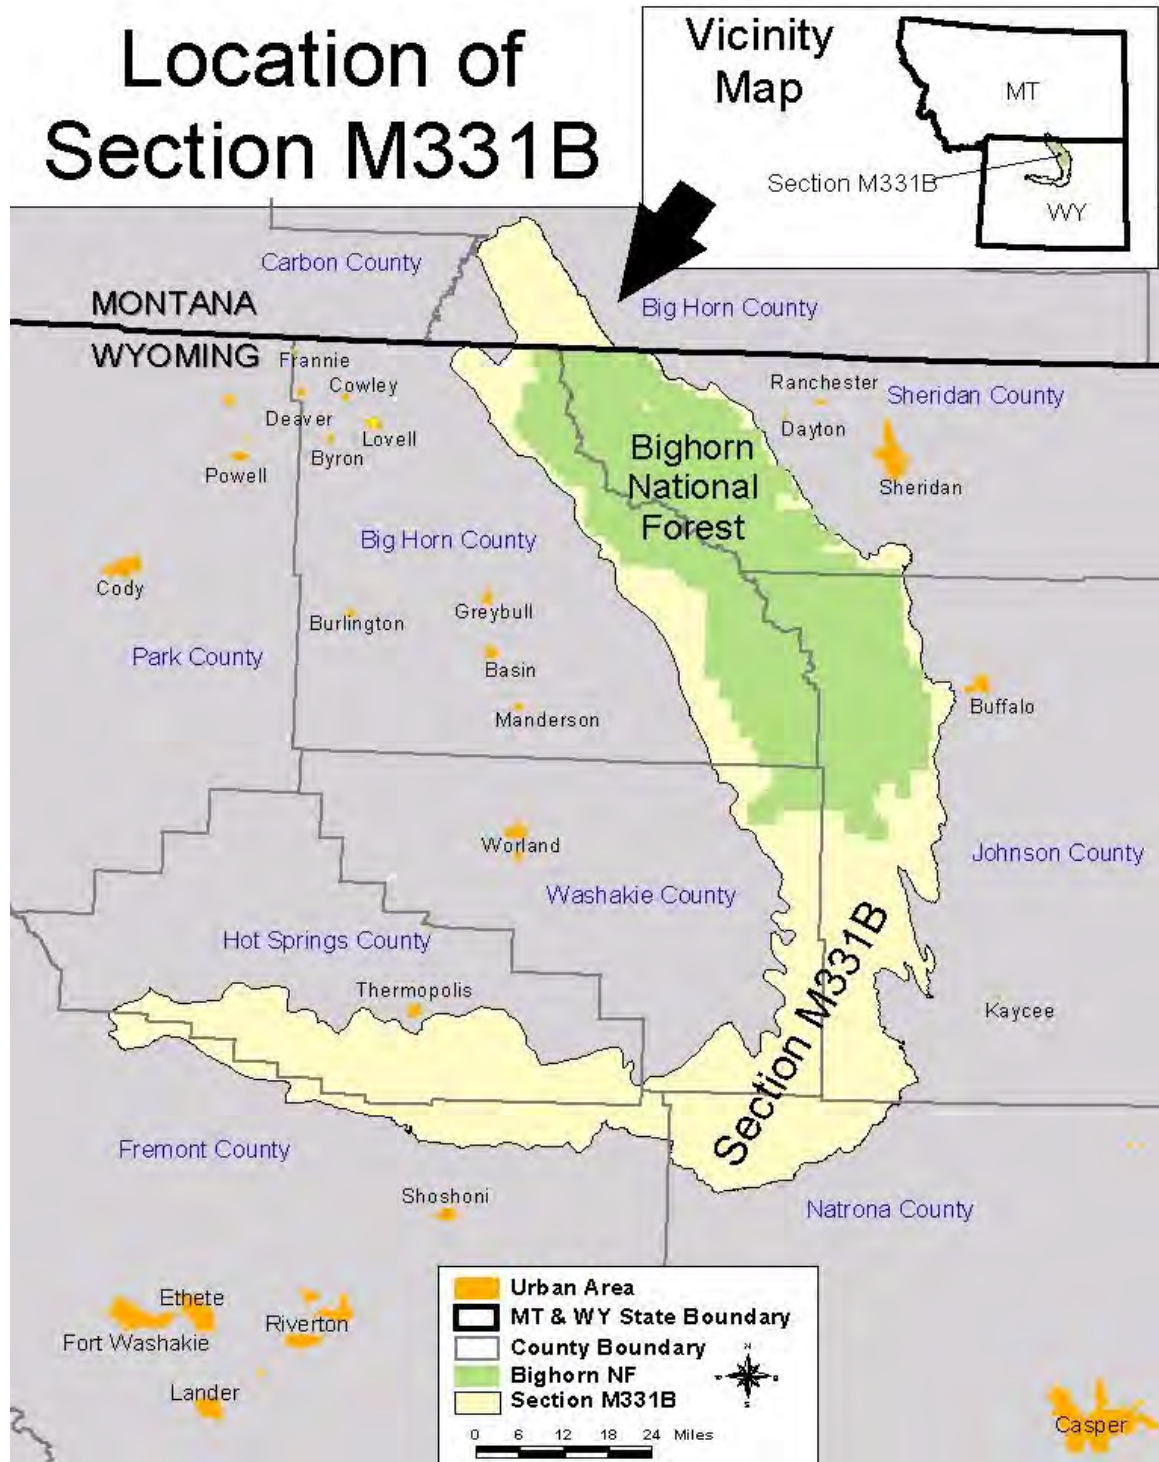 Location of
Section M331B
Vicinity
Map
MT
Section M331B
WY
Carbon County
MONTANA
Big Horn County
WYOMING
Frannie
Cowley
Ranchester
Sheridan County
Deaver
Lovell
Dayton
Byron
Powell
Sheridan
Bighorn
National
Forest
Big Horn County
Cody
Greybull
Burlington
Park County
Basin
Buffalo
Manderson
Worland
Johnson County
Washakie County
Hot Springs County
Section M331B
Thermopolis
Kaycee
Fremont County
Shoshoni
Natrona County
Ethete
Fort Washakie
Riverton
Lander
Casper
Urban Area
MT & WY State Boundary
County Boundary
Bighorn NF
Section M331B
N
S
0 6 12 18 24 Miles